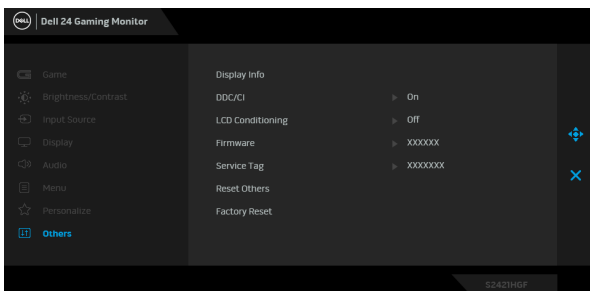 DELL
Dell 24 Gaming Monitor
Game
Brightness/Contrast
Input Source
Display
Audio
Menu
Personalize
Others
Display Info
DDC/CI On
LCD Conditioning Off
Firmware XXXXXX
Service Tag XXXXXXX
Reset Others
Factory Reset
S2421HGF